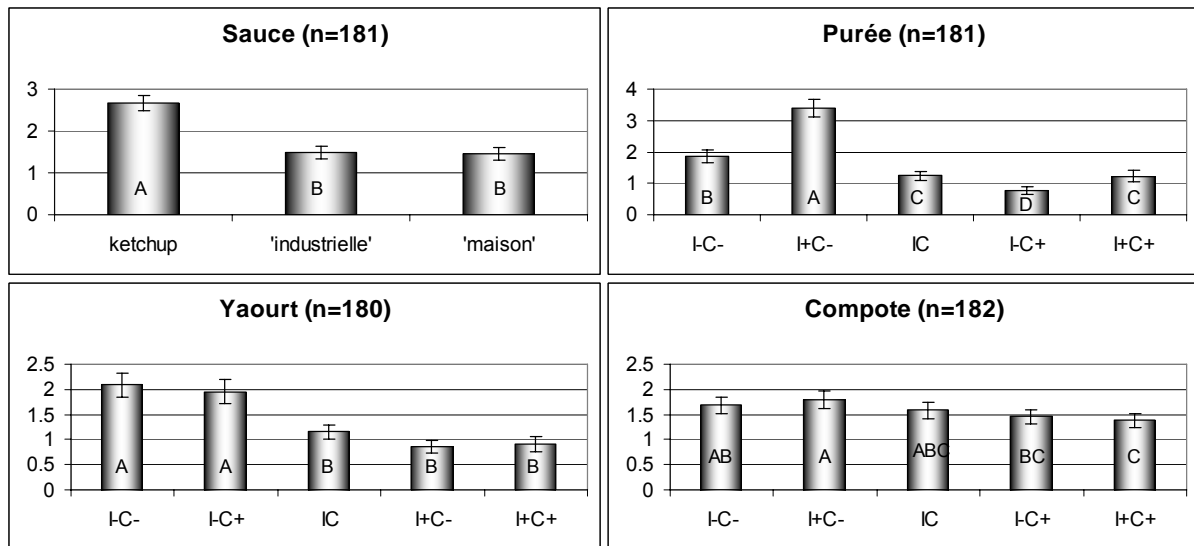 Sauce (n=181)
3
2
1
0
A
B
B
ketchup
'industrielle'
'maison'
Purée (n=181)
4
3
2
1
0
B
A
C
D
C
I-C-
I+C-
IC
I-C+
I+C+
Yaourt (n=180)
2.5
2
1.5
1
0.5
0
A
A
B
B
B
I-C-
I-C+
IC
I+C-
I+C+
Compote (n=182)
2.5
2
1.5
1
0.5
0
AB
A
ABC
BC
C
I-C-
I+C-
IC
I-C+
I+C+